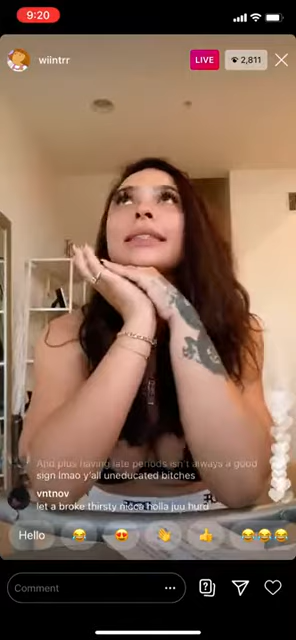 9:20
wiintrr
LIVE
2,811
And plus having late periods isn't always a good
sign lmao y'all uneducated bitches
vntnov
let a broke thirsty nicca holla juu hurd
Hello
Comment